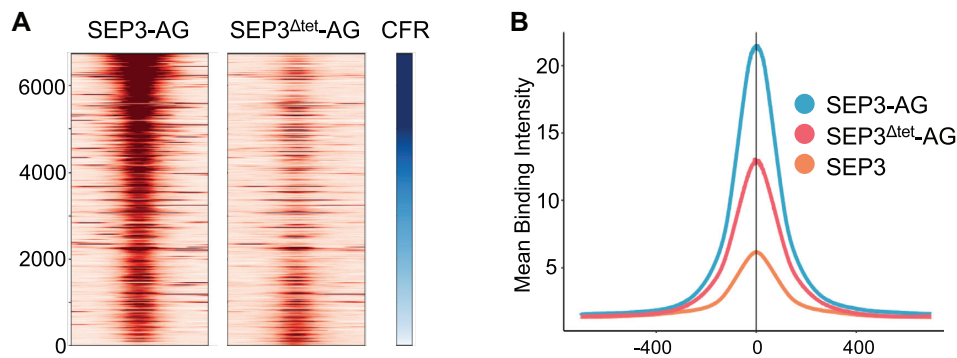 A
SEP3-AG
SEP3Δtet-AG
CFR
6000
4000
2000
0
B
Mean Binding Intensity
20
15
10
5
-400
0
400
SEP3-AG
SEP3Δtet-AG
SEP3